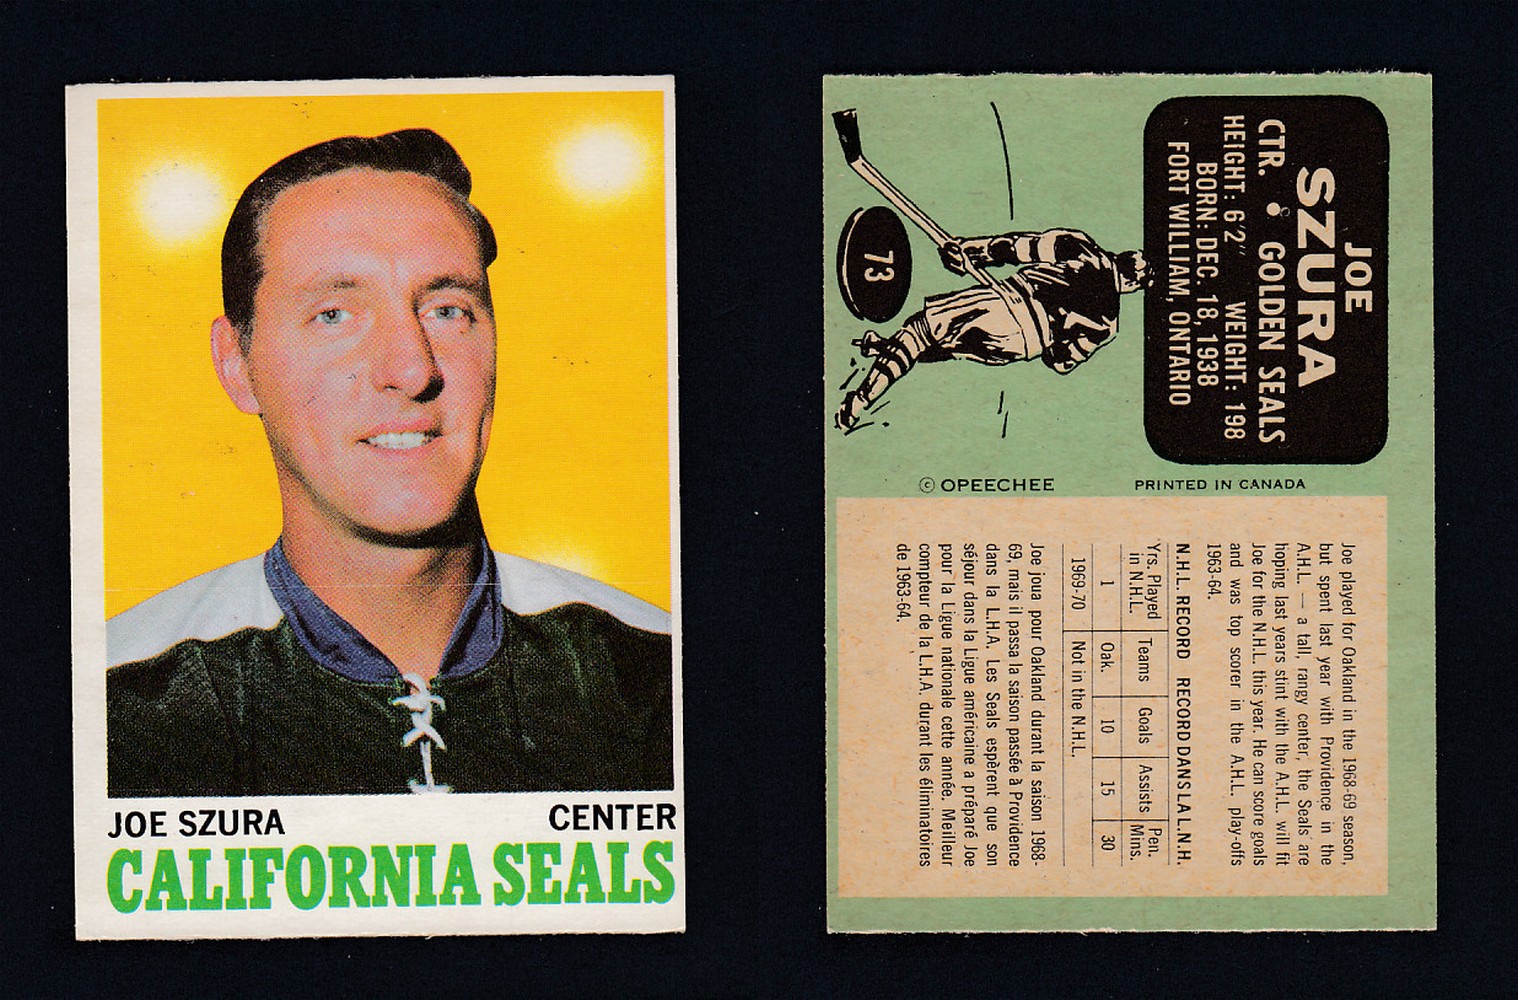 JOE SZURA
CENTER
CALIFORNIA SEALS
JOE
SZURA
CTR. • GOLDEN SEALS
HEIGHT: 6'2" WEIGHT: 198
BORN: DEC. 18, 1938
FORT WILLIAM, ONTARIO
73
© OPEECHEE
PRINTED IN CANADA
Joe played for Oakland in the 1968-69 season,
but spent last year with Providence in the
A.H.L. — a tall, rangy center, the Seals are
hoping last years stint with the A.H.L. will fit
Joe for the N.H.L. this year. He can score goals
and was top scorer in the A.H.L. play-offs
1963-64.
N.H.L. RECORD RECORD DANS LA L.N.H.
Yrs. Played in N.H.L. Teams Goals Assists Pen. Mins.
1 Oak. 10 15 30
1969-70 Not in the N.H.L.
Joe joua pour Oakland durant la saison 1968-
69, mais il passa la saison passée à Providence
dans la L.H.A. Les Seals espèrent que son
séjour dans la Ligue américaine a préparé Joe
pour la Ligue nationale cette année. Meilleur
compteur de la L.H.A. durant les éliminatoires
de 1963-64.